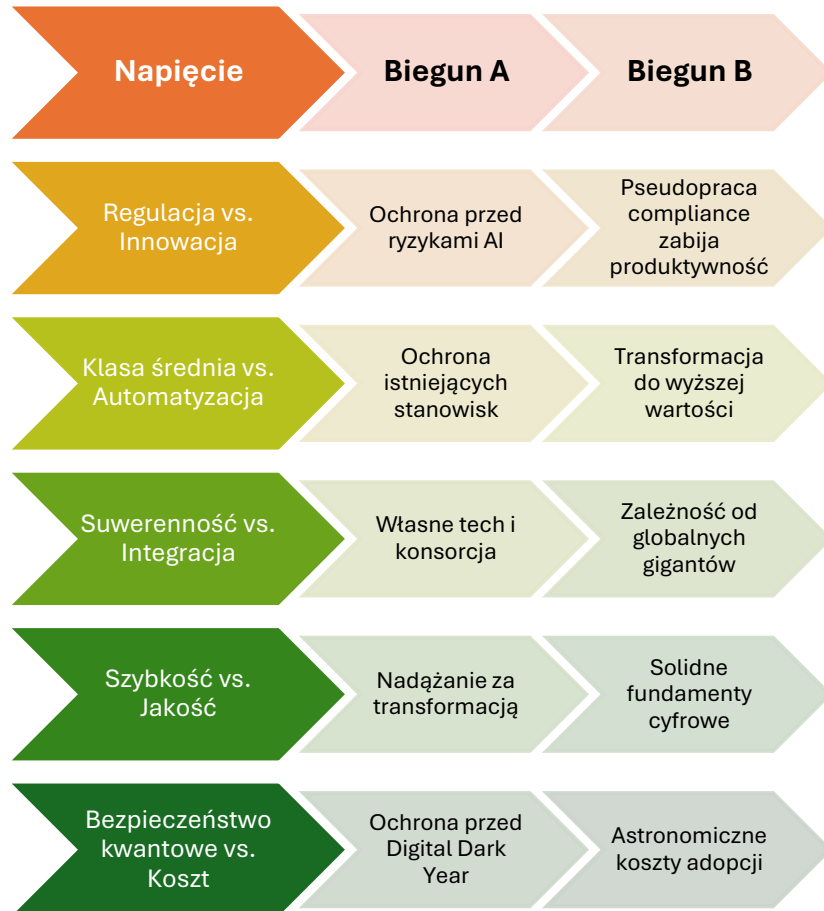 Napięcie
Biegun A
Biegun B
Regulacja vs.
Innowacja
Ochrona przed
ryzykami AI
Pseudopraca
compliance
zabija
produktywność
Klasa średnia vs.
Automatyzacja
Ochrona
istniejących
stanowisk
Transformacja
do wyższej
wartości
Suwerenność vs.
Integracja
Własne tech i
konsorcja
Zależność od
globalnych
gigantów
Szybkość vs.
Jakość
Nadążanie za
transformacją
Solidne
fundamenty
cyfrowe
Bezpieczeństwo
kwantowe vs.
Koszt
Ochrona przed
Digital Dark
Year
Astronomiczne
koszty adopcji